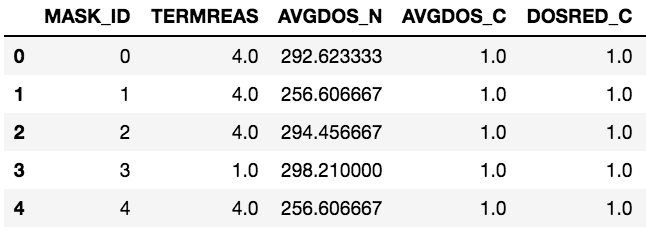 MASK_ID TERMREAS AVGDOS_N AVGDOS_C DOSRED_C
0 0 4.0 292.623333 1.0 1.0
1 1 4.0 256.606667 1.0 1.0
2 2 4.0 294.456667 1.0 1.0
3 3 1.0 298.210000 1.0 1.0
4 4 4.0 256.606667 1.0 1.0